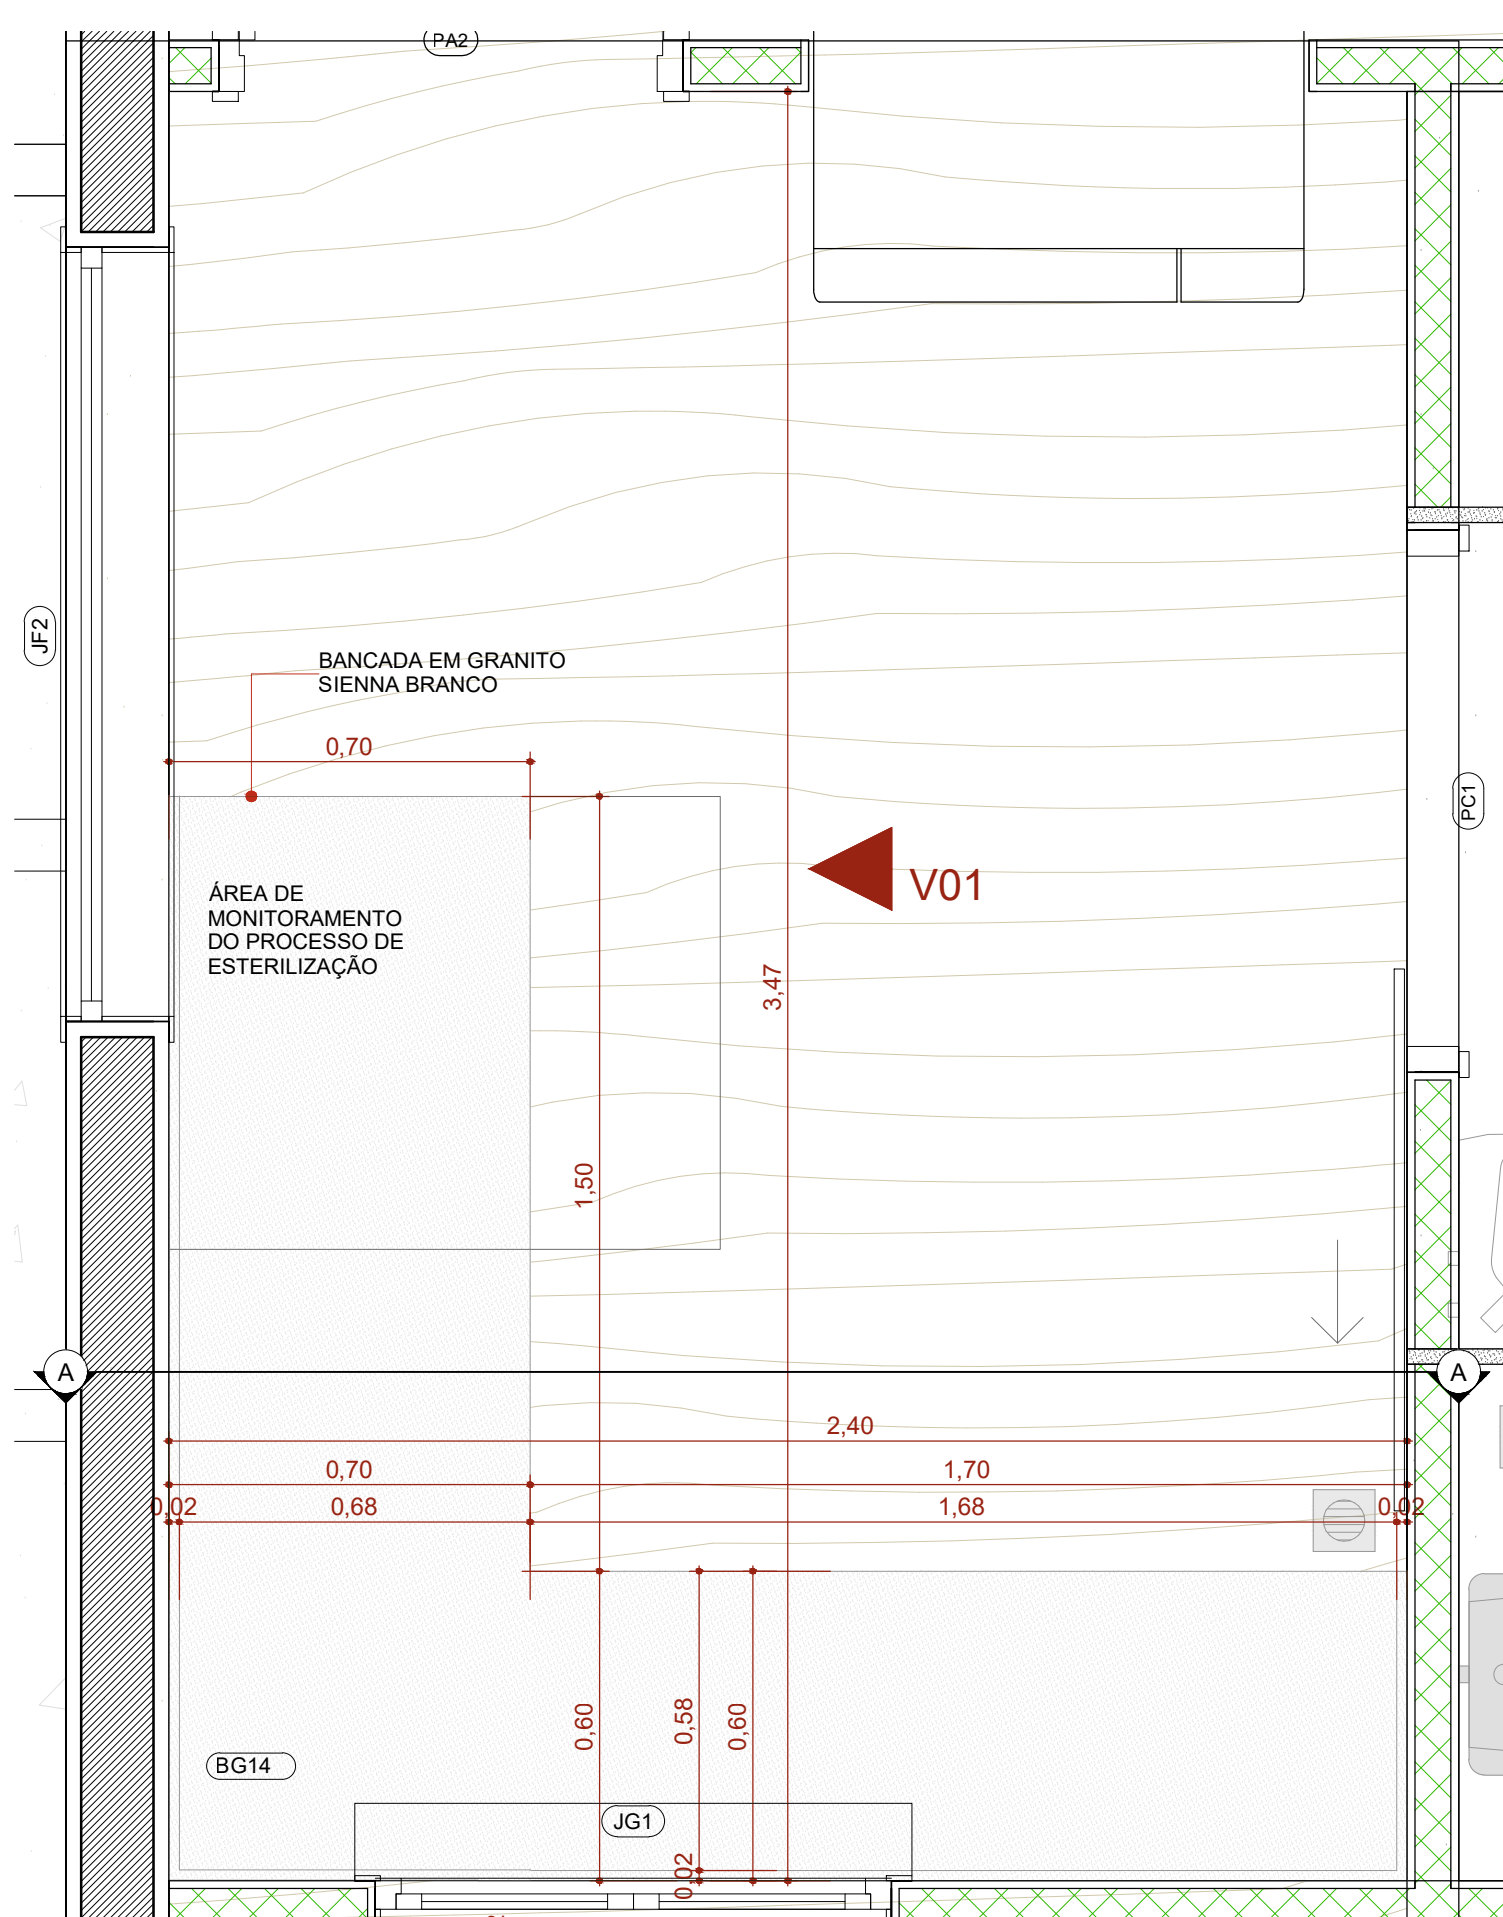 PA2
JF2
BANCADA EM GRANITO
SIENNA BRANCO
0,70
PC1
V01
ÁREA DE
MONITORAMENTO
DO PROCESSO DE
ESTERILIZAÇÃO
3,47
1,50
A
A
2,40
0,70
1,70
0,02
0,68
1,68
0,02
0,60
0,58
0,60
BG14
JG1
0,02